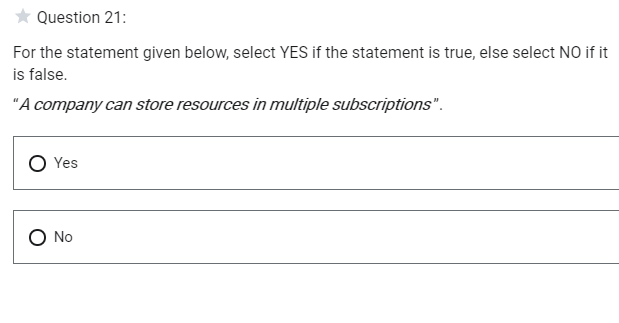 Question 21:
For the statement given below, select YES if the statement is true, else select NO if it
is false.
"A company can store resources in multiple subscriptions".
Yes
No